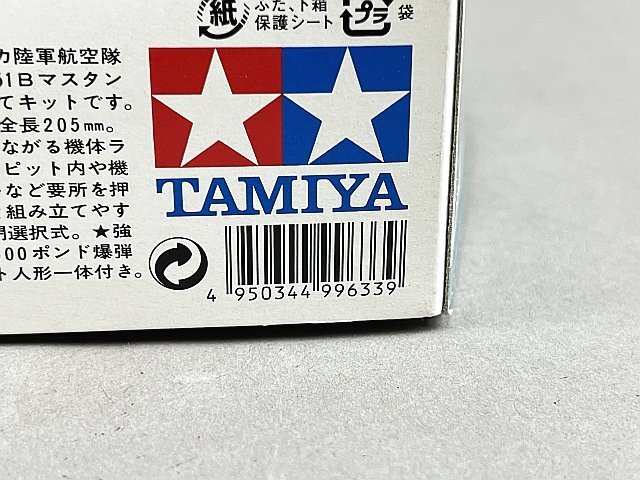 紙
ふた、下箱
保護シート
プラ
袋
カ陸軍航空隊
51Bマスタン
てキットです。
全長205mm。
ながる機体ラ
ピット内や機
など要所を押
組み立てやす
開選択式。★強
500ポンド爆弾
ト人形一体付き。
TAMIYA
4 950344 996339